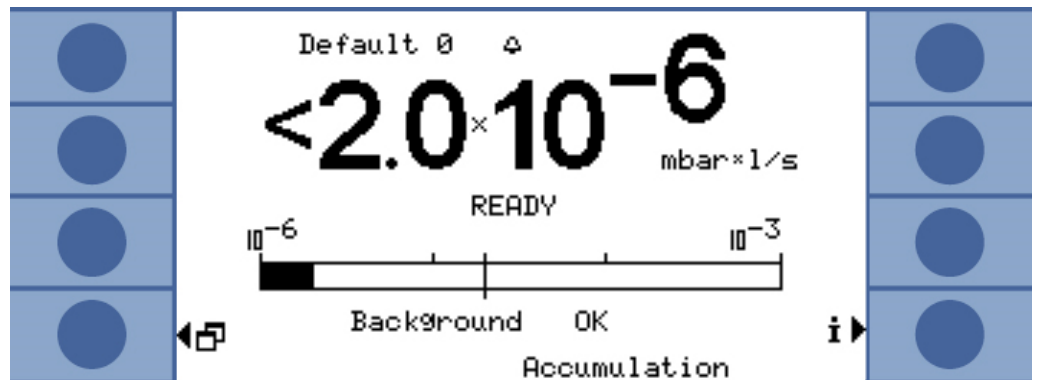 Default 0
<2.0×10⁻⁶
mbar×l/s
READY
10⁻⁶ 10⁻³
Background OK
i
Accumulation